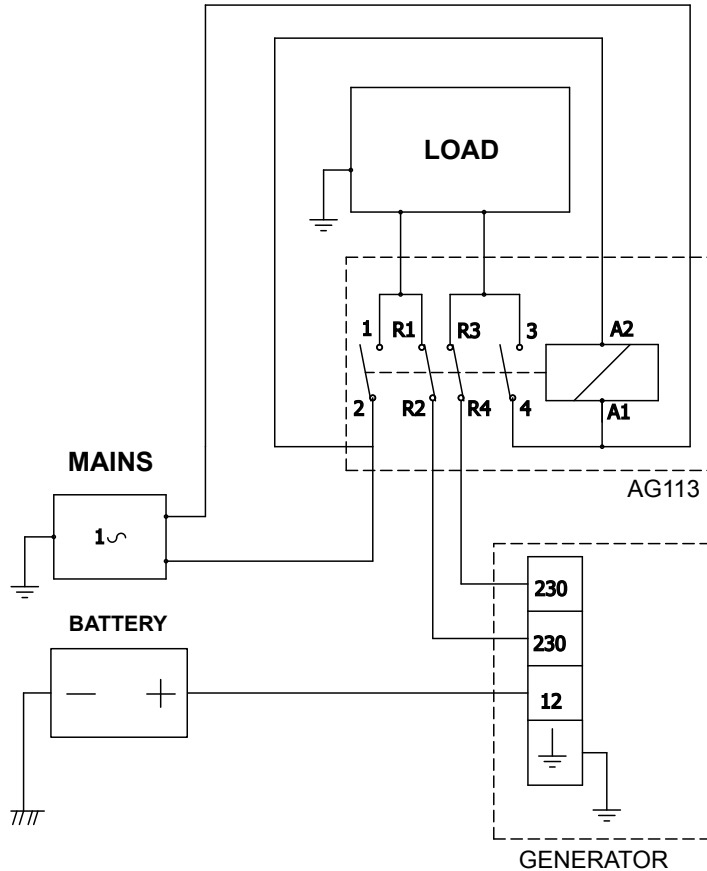 LOAD
1 R1 R3 3 A2
2 R2 R4 4 A1
MAINS
AG113
1
BATTERY
230
230
12
GENERATOR